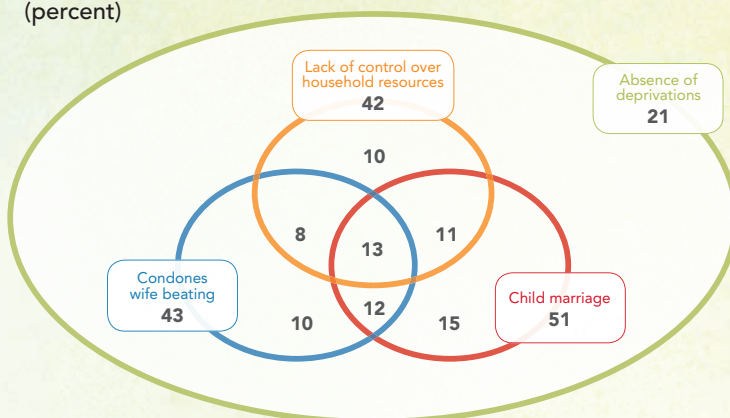 (percent)
Lack of control over
household resources
42
Absence of
deprivations
21
10
8
11
13
Condones
wife beating
43
Child marriage
51
12
10
15